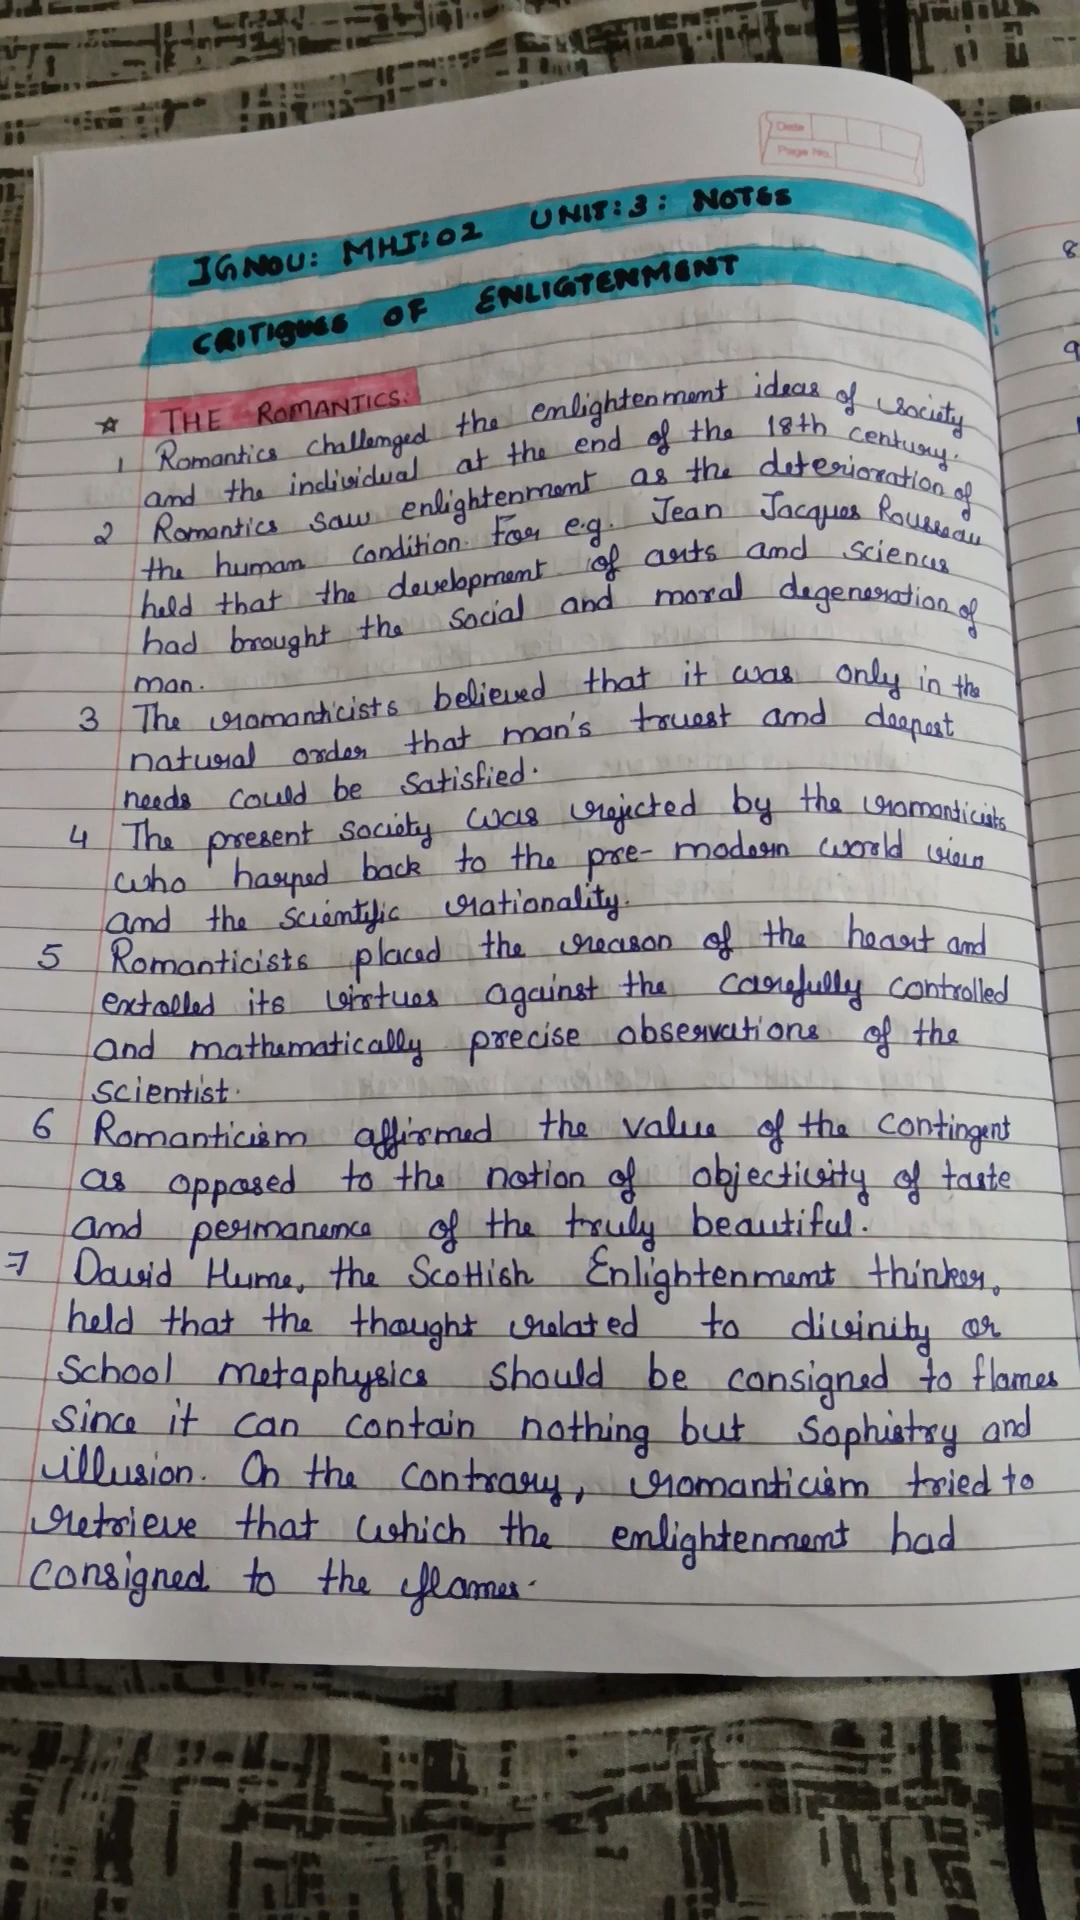 Date
Page No.
IGNOU: MHI:02 UNIT:3: NOTES
CRITIQUES OF ENLIGTENMENT
☆ THE ROMANTICS:
1 Romantics challenged the enlightenment ideas of society
and the individual at the end of the 18th century.
2 Romantics saw enlightenment as the deterioration of
the human condition. For e.g. Jean Jacques Rousseau
held that the development of arts and sciences
had brought the social and moral degeneration of
man.
3 The romanticists believed that it was only in the
natural order that man's truest and deepest
needs could be satisfied.
4 The present society was rejected by the romanticists
who harped back to the pre-modern world view
and the scientific rationality.
5 Romanticists placed the reason of the heart and
extolled its virtues against the carefully controlled
and mathematically precise observations of the
scientist.
6 Romanticism affirmed the value of the contingent
as opposed to the notion of objectivity of taste
and permanence of the truly beautiful.
7 David Hume, the Scottish Enlightenment thinker,
held that the thought related to divinity or
school metaphysics should be consigned to flames
since it can contain nothing but sophistry and
illusion. On the contrary, romanticism tried to
retrieve that which the enlightenment had
consigned to the flames.
8
9